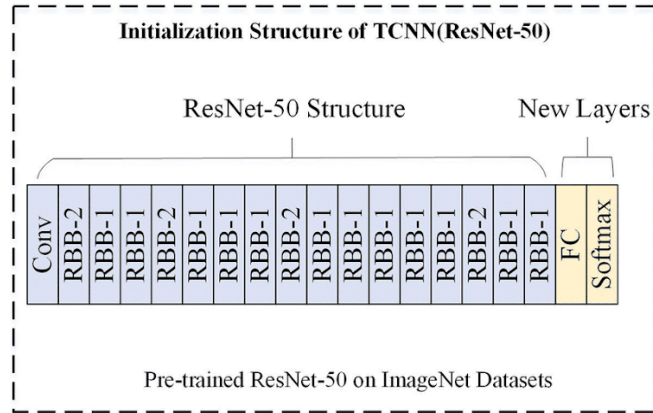 Initialization Structure of TCNN(ResNet-50)
ResNet-50 Structure
New Layers
Conv
RBB-2
RBB-1
RBB-1
RBB-2
RBB-1
RBB-1
RBB-1
RBB-2
RBB-1
RBB-1
RBB-1
RBB-1
RBB-1
RBB-2
RBB-1
RBB-1
FC
Softmax
Pre-trained ResNet-50 on ImageNet Datasets